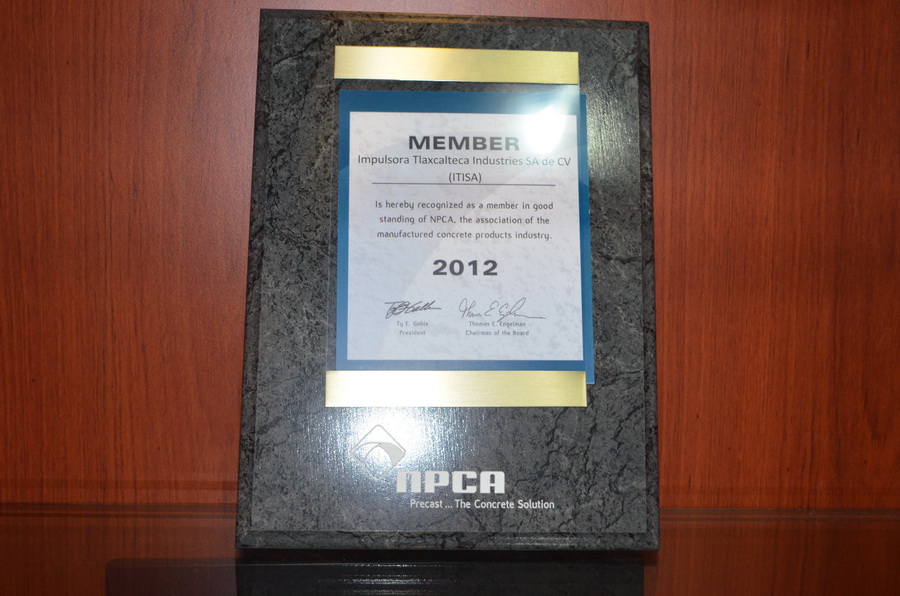 MEMBER
Impulsora Tlaxcalteca Industries SA de CV
(ITISA)
Is hereby recognized as a member in good
standing of NPCA, the association of the
manufactured concrete products industry.
2012
Ty E. Gable
President
Thomas E. Engelman
Chairman of the Board
NPCA
Precast ... The Concrete Solution